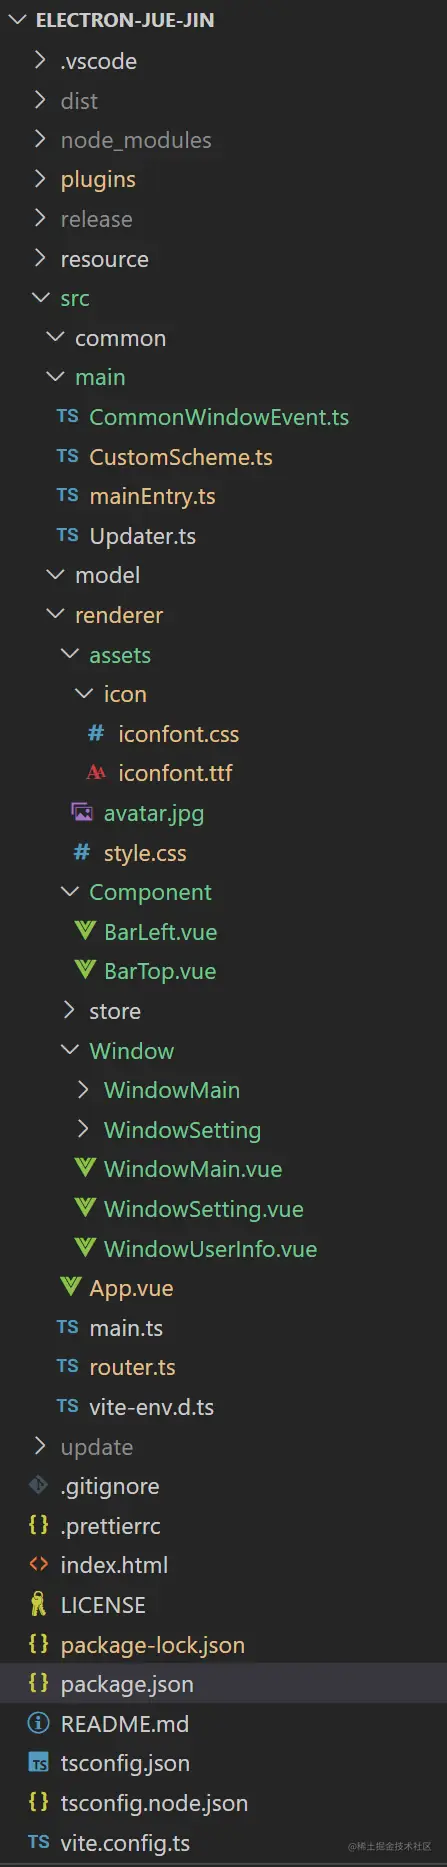 ELECTRON-JUE-JIN
.vscode
dist
node_modules
plugins
release
resource
src
common
main
TS CommonWindowEvent.ts
TS CustomScheme.ts
TS mainEntry.ts
TS Updater.ts
model
renderer
assets
icon
# iconfont.css
AA iconfont.ttf
avatar.jpg
# style.css
Component
BarLeft.vue
BarTop.vue
store
Window
WindowMain
WindowSetting
WindowMain.vue
WindowSetting.vue
WindowUserInfo.vue
App.vue
TS main.ts
TS router.ts
TS vite-env.d.ts
update
.gitignore
{} .prettierrc
<> index.html
LICENSE
{} package-lock.json
{} package.json
README.md
TS tsconfig.json
{} tsconfig.node.json
TS vite.config.ts
@稀土掘金技术社区